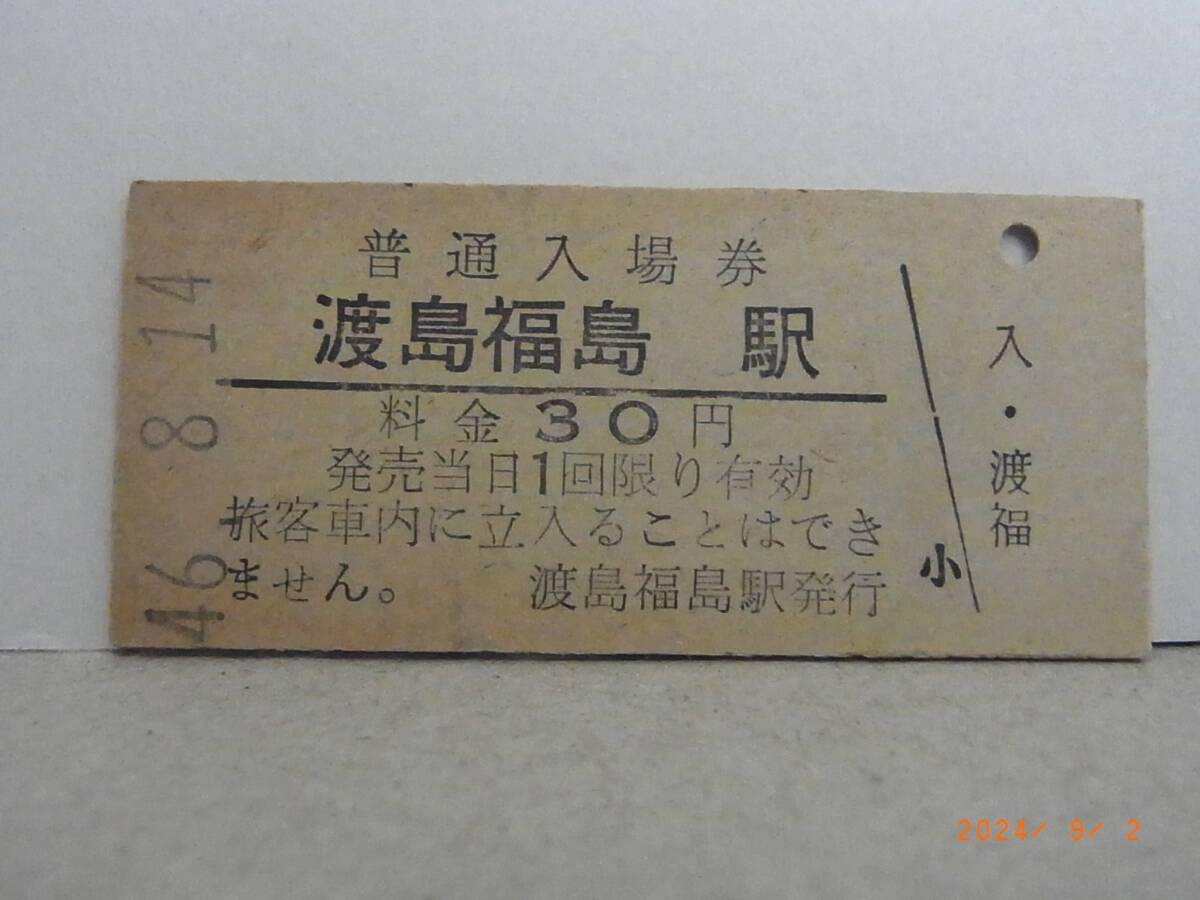 普通入場券
渡島福島 駅
料金30円
発売当日1回限り有効
旅客車内に立入ることはでき
ません。 渡島福島駅発行
小
入・渡福
46 8 14
2024/ 9/ 2